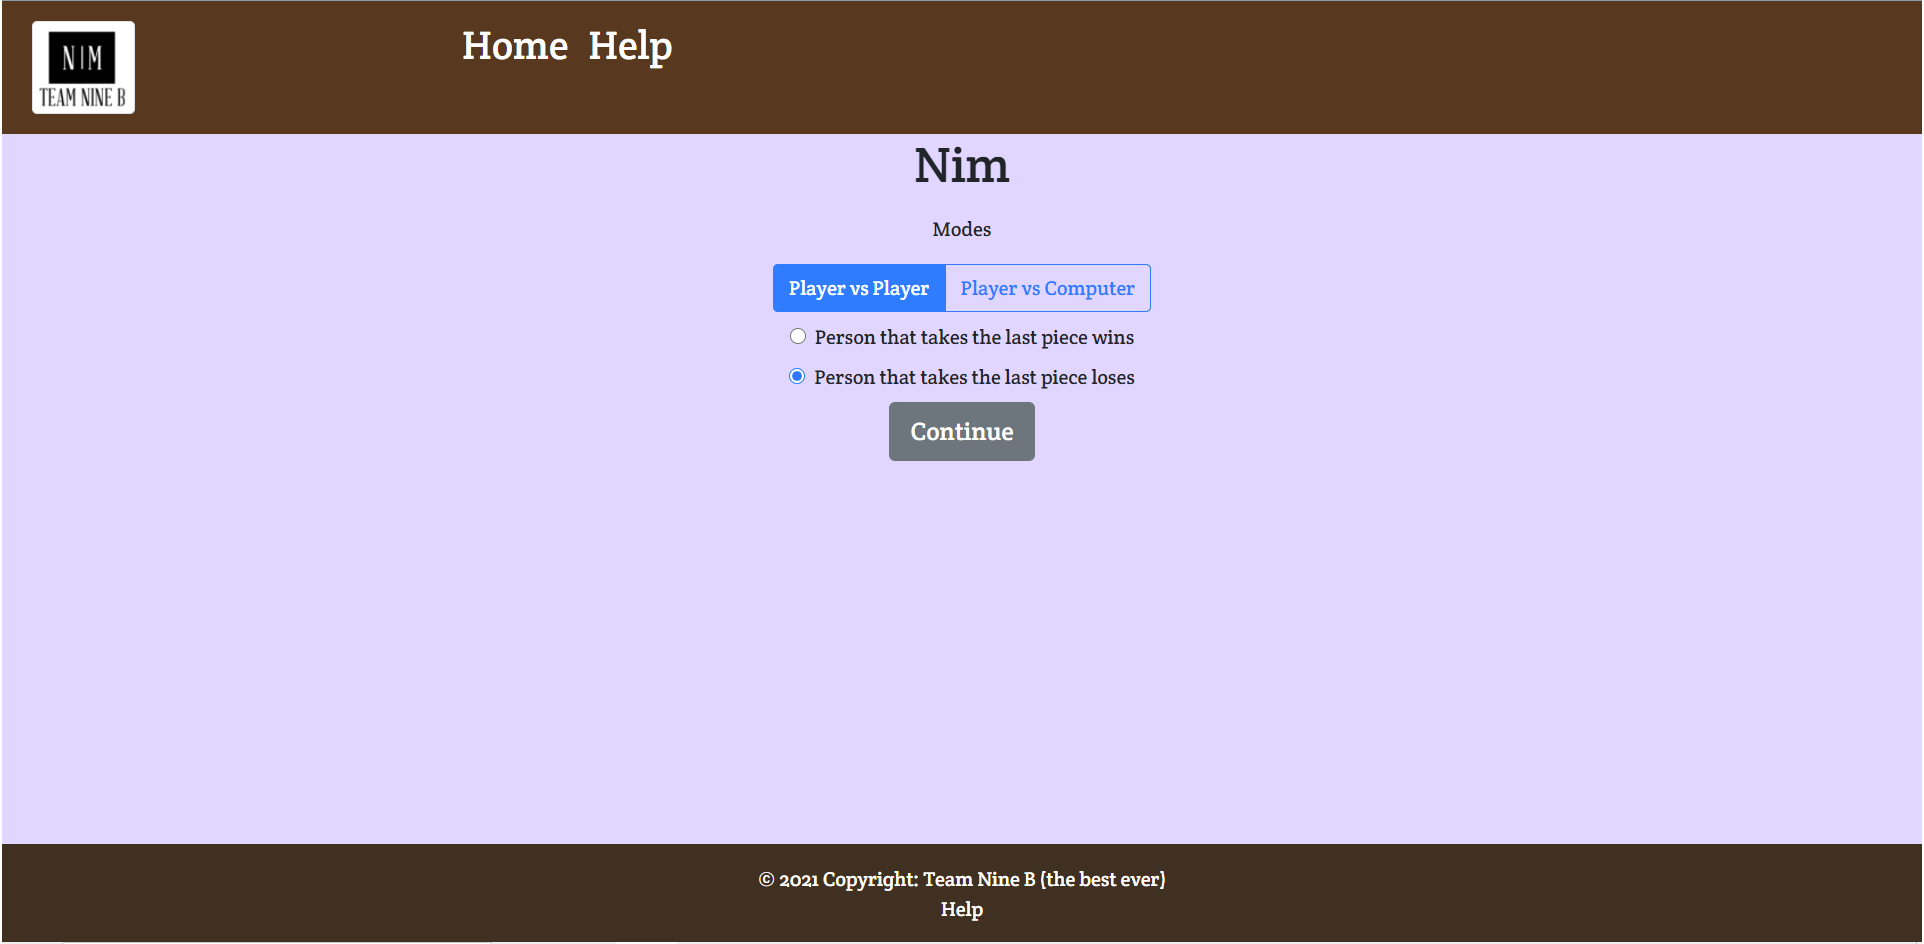 N|M
TEAM NINE B
Home Help
Nim
Modes
Player vs Player Player vs Computer
Person that takes the last piece wins
Person that takes the last piece loses
Continue
© 2021 Copyright: Team Nine B (the best ever)
Help